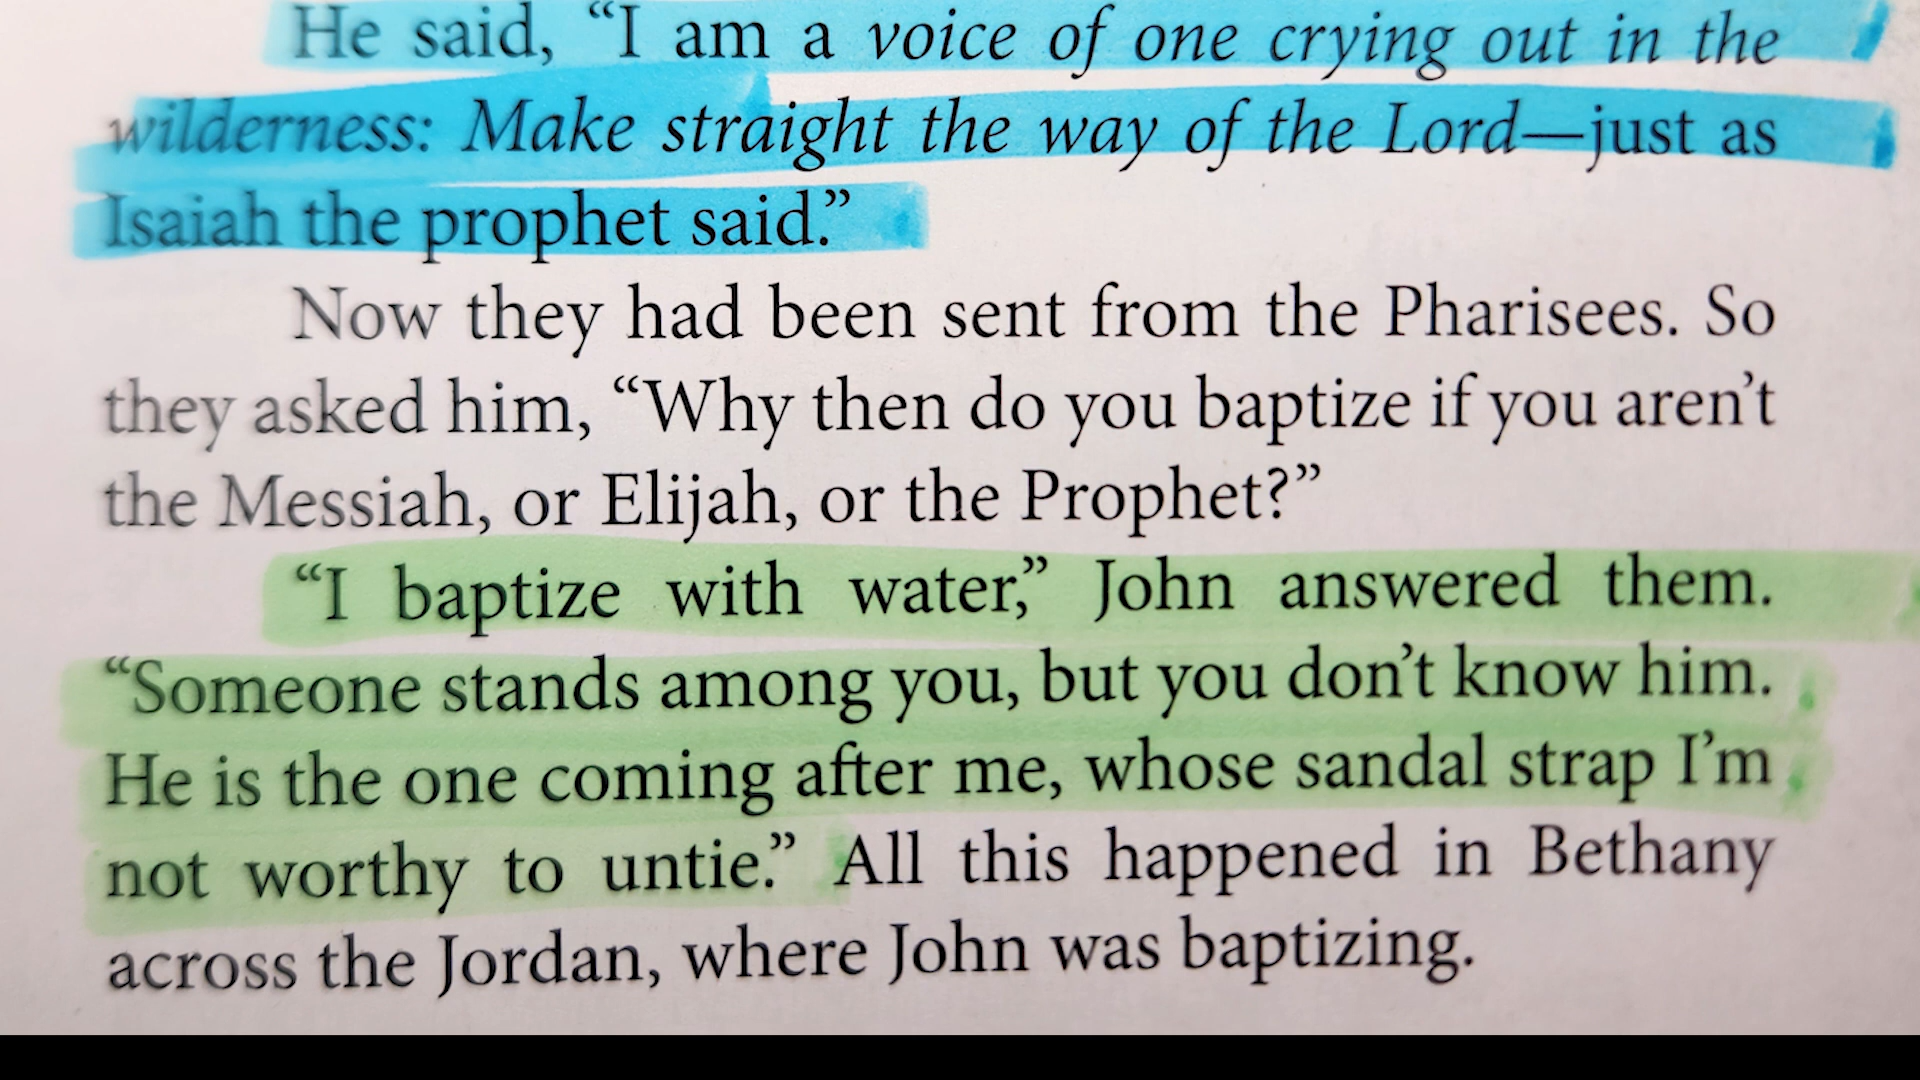 He said, “I am a voice of one crying out in the
wilderness: Make straight the way of the Lord—just as
Isaiah the prophet said.”
Now they had been sent from the Pharisees. So
they asked him, “Why then do you baptize if you aren’t
the Messiah, or Elijah, or the Prophet?”
“I baptize with water,” John answered them.
“Someone stands among you, but you don’t know him.
He is the one coming after me, whose sandal strap I’m
not worthy to untie.” All this happened in Bethany
across the Jordan, where John was baptizing.